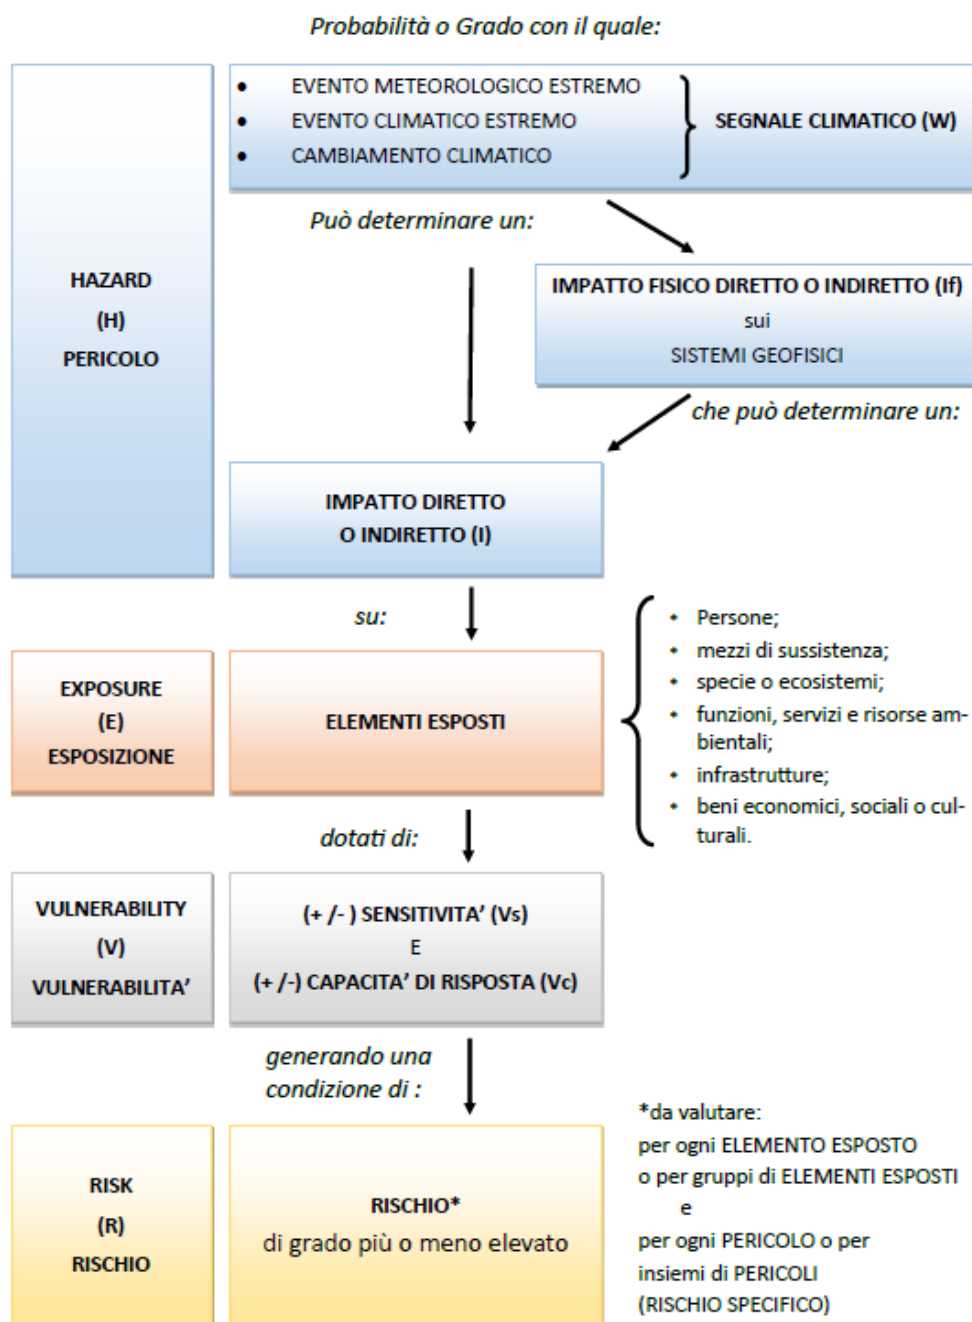 Probabilità o Grado con il quale:
HAZARD
(H)
PERICOLO
• EVENTO METEOROLOGICO ESTREMO
• EVENTO CLIMATICO ESTREMO
• CAMBIAMENTO CLIMATICO
SEGNALE CLIMATICO (W)
Può determinare un:
IMPATTO FISICO DIRETTO O INDIRETTO (If)
sui
SISTEMI GEOFISICI
che può determinare un:
IMPATTO DIRETTO
O INDIRETTO (I)
su:
EXPOSURE
(E)
ESPOSIZIONE
ELEMENTI ESPOSTI
• Persone;
• mezzi di sussistenza;
• specie o ecosistemi;
• funzioni, servizi e risorse am-
bientali;
• infrastrutture;
• beni economici, sociali o cul-
turali.
dotati di:
VULNERABILITY
(V)
VULNERABILITA’
(+ /- ) SENSITIVITA’ (Vs)
E
(+ /-) CAPACITA’ DI RISPOSTA (Vc)
generando una
condizione di :
RISK
(R)
RISCHIO
RISCHIO*
di grado più o meno elevato
*da valutare:
per ogni ELEMENTO ESPOSTO
o per gruppi di ELEMENTI ESPOSTI
e
per ogni PERICOLO o per
insiemi di PERICOLI
(RISCHIO SPECIFICO)